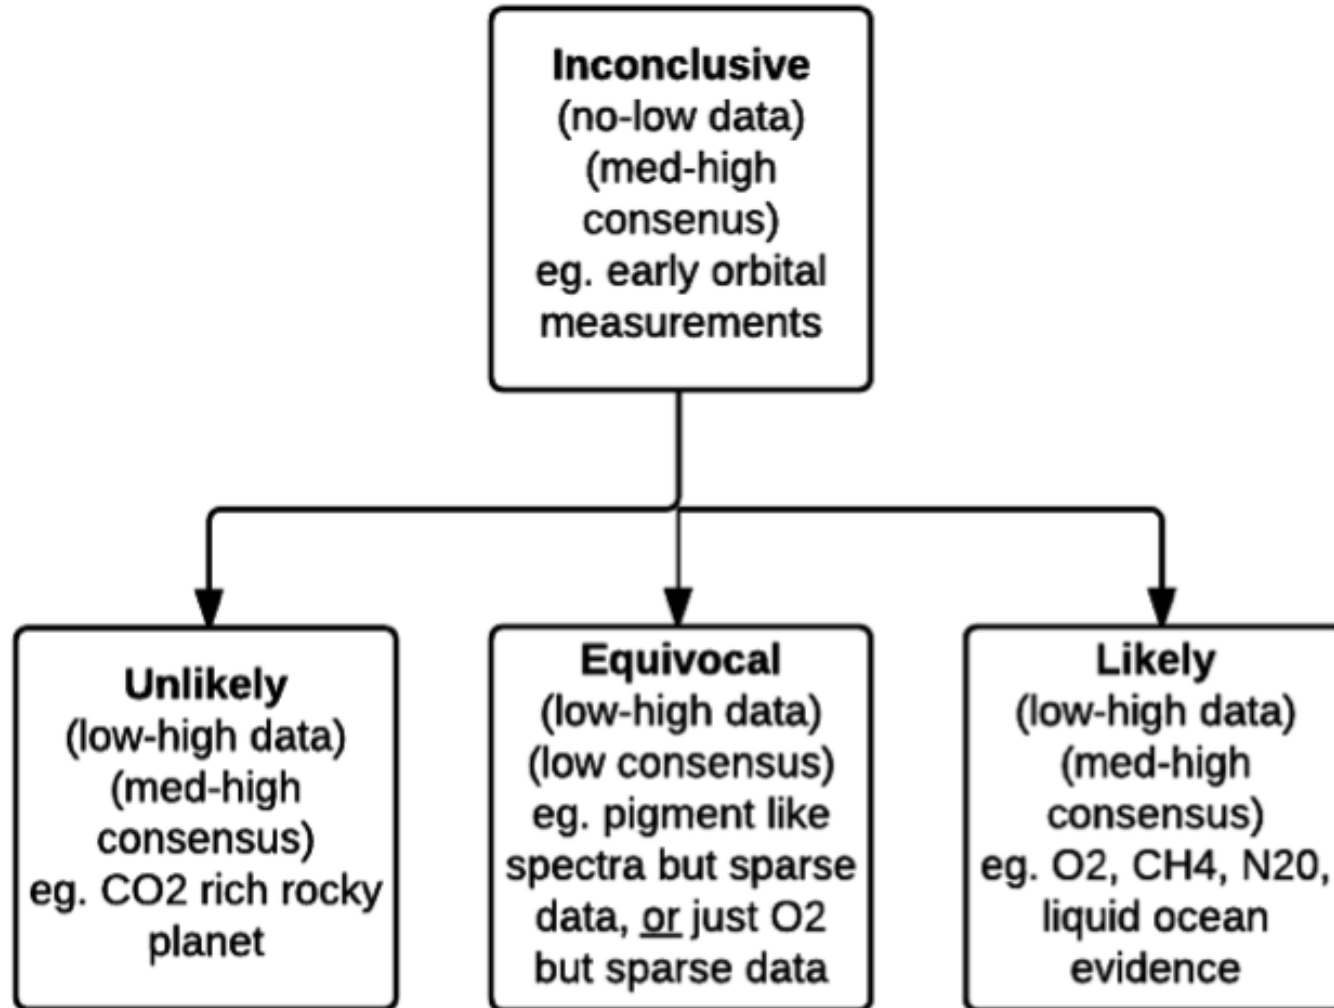 Inconclusive
(no-low data)
(med-high
consenus)
eg. early orbital
measurements
Unlikely
(low-high data)
(med-high
consensus)
eg. CO2 rich rocky
planet
Equivocal
(low-high data)
(low consensus)
eg. pigment like
spectra but sparse
data, or just O2
but sparse data
Likely
(low-high data)
(med-high
consensus)
eg. O2, CH4, N20,
liquid ocean
evidence